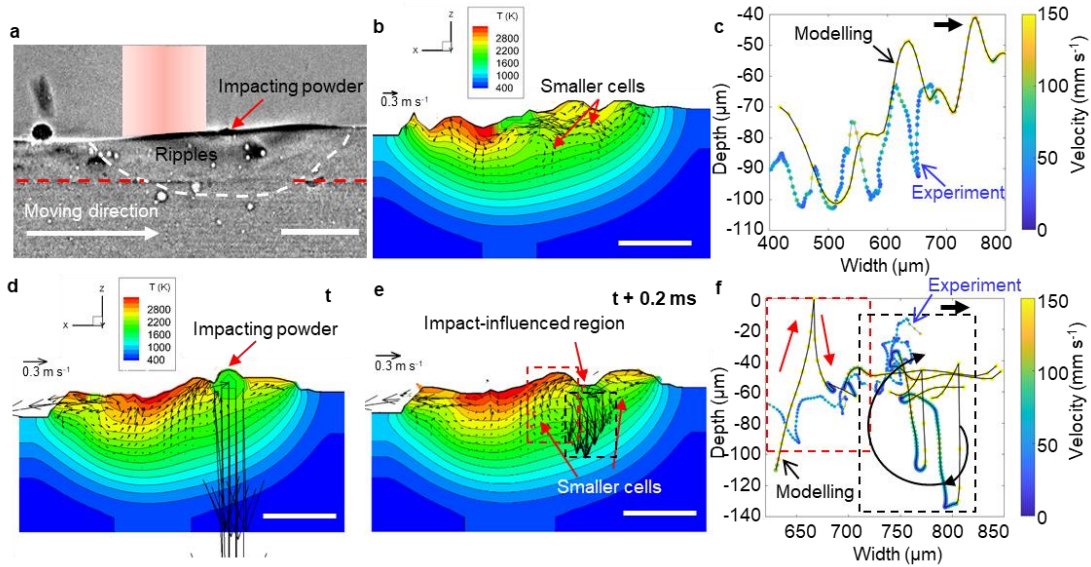 a
Impacting powder
Ripples
Moving direction
b
z
x
Y
T (K)
2800
2200
1600
1000
400
0.3 m s⁻¹
Smaller cells
c
Modelling
Experiment
Depth (µm)
-40
-50
-60
-70
-80
-90
-100
-110
400 500 600 700 800
Width (µm)
150
100
50
0
Velocity (mm s⁻¹)
d
z
x
T (K)
2800
2200
1600
1000
400
t
Impacting powder
0.3 m s⁻¹
e
t + 0.2 ms
Impact-influenced region
0.3 m s⁻¹
Smaller cells
f
Experiment
Modelling
Depth (µm)
0
-20
-40
-60
-80
-100
-120
-140
650 700 750 800 850
Width (µm)
150
100
50
0
Velocity (mm s⁻¹)